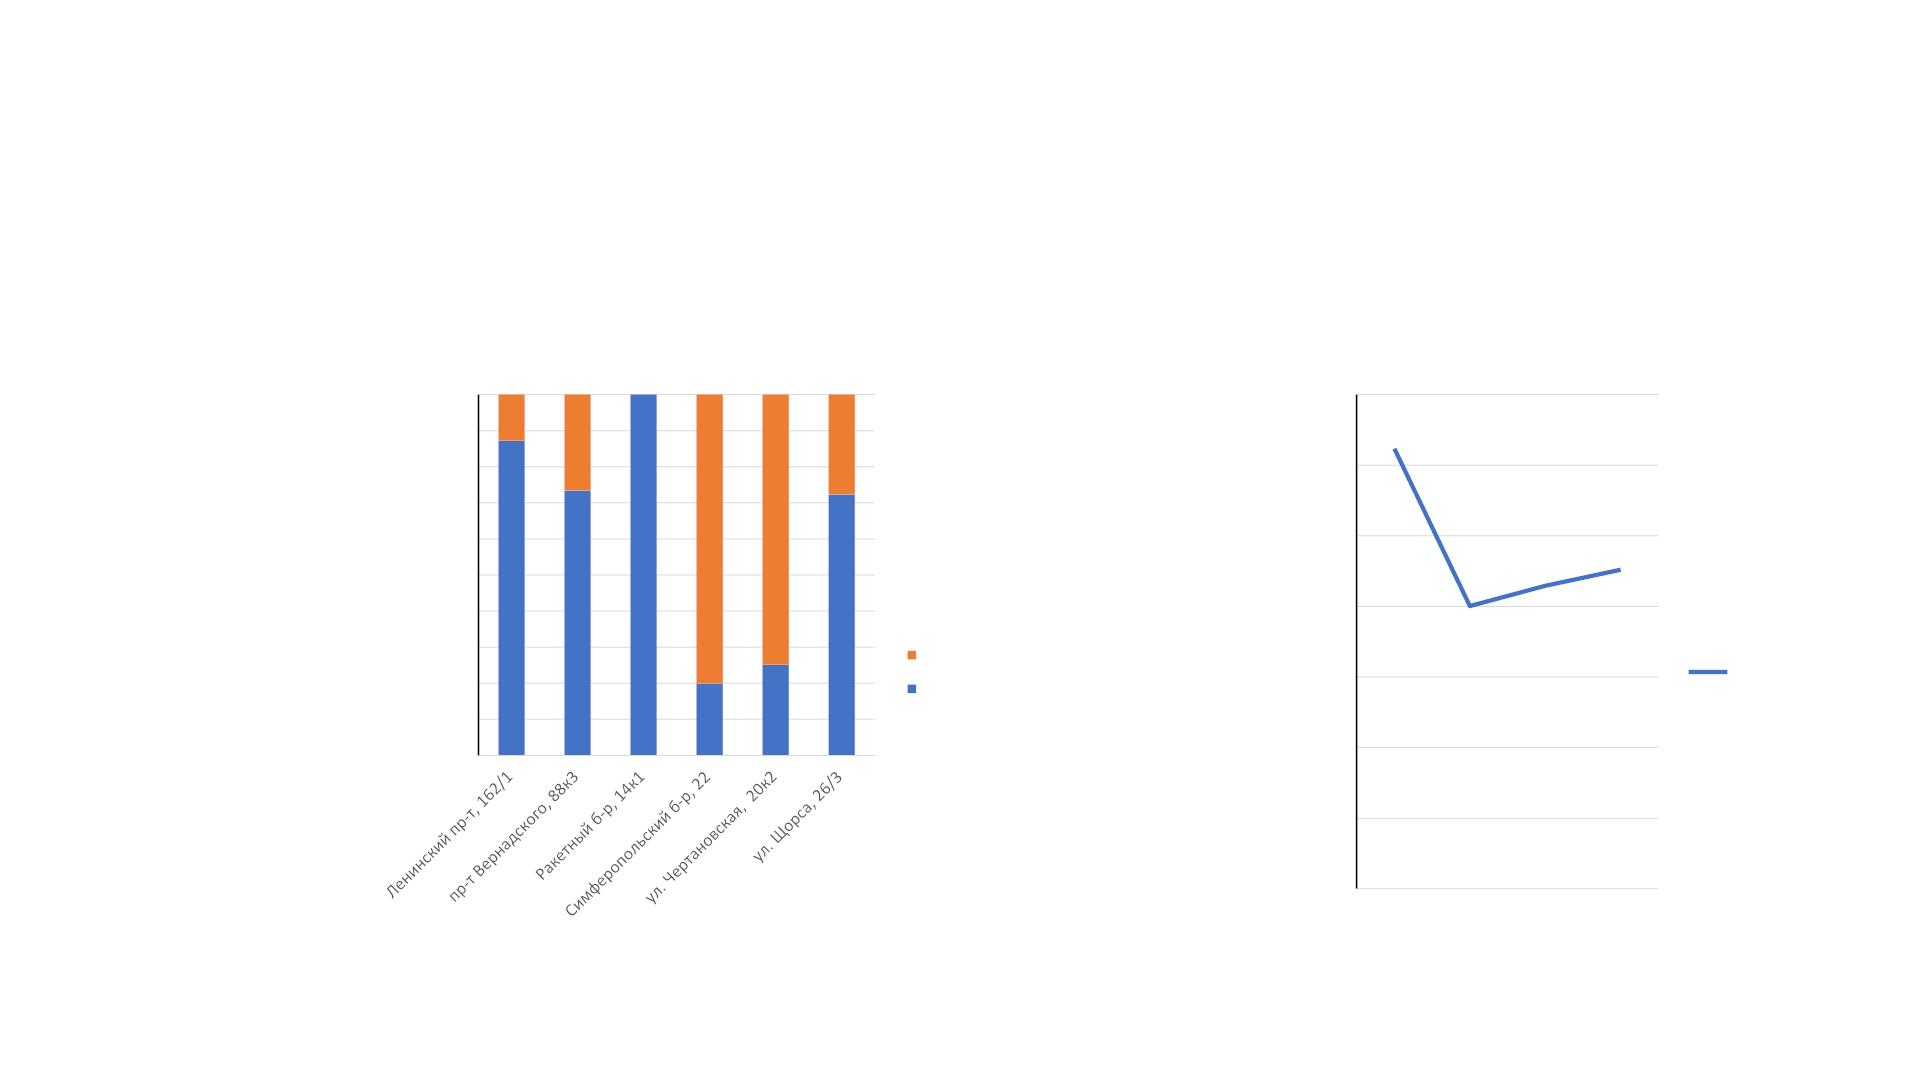 Ленинский пр-т, 162/1
пр-т Вернадского, 88к3
Ракетный б-р, 14к1
Симферопольский б-р, 22
ул. Чертановская,  20к2
ул. Щорса, 26/3